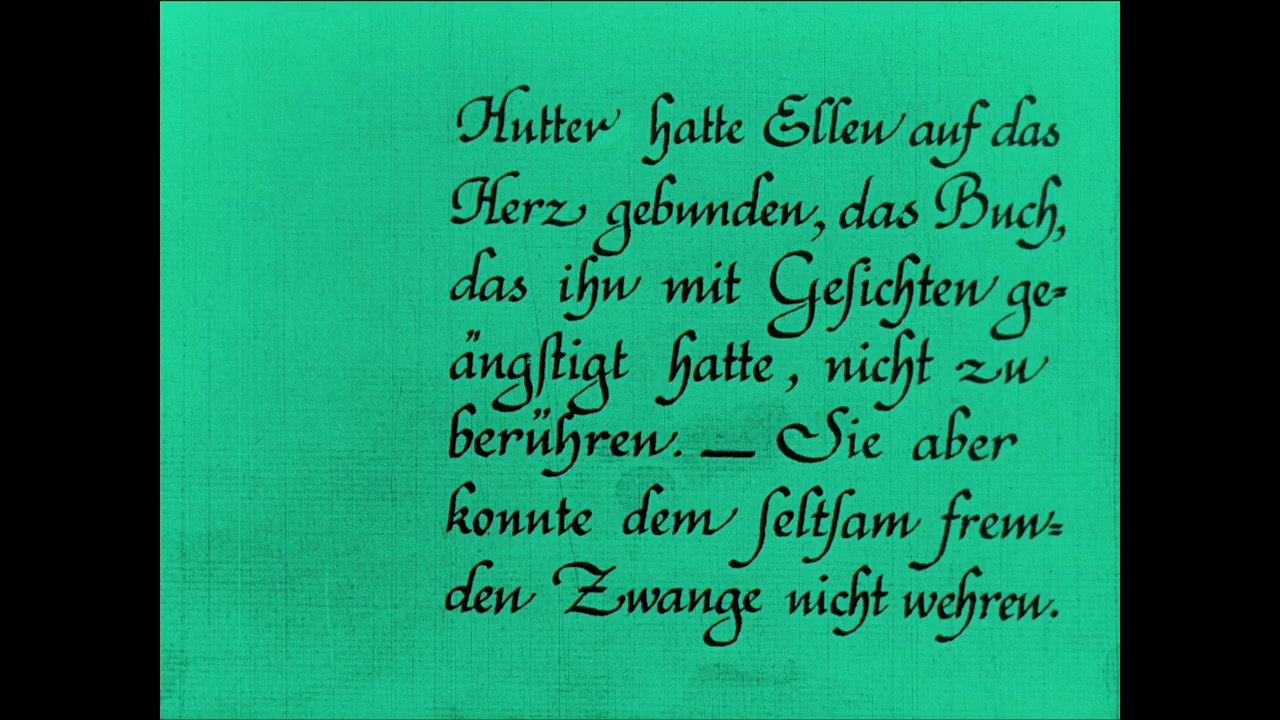 Hutter hatte Ellen auf das
Herz gebunden, das Buch,
das ihn mit Geſichten ge-
ängſtigt hatte, nicht zu
berühren. — Sie aber
konnte dem ſeltſam frem-
den Zwange nicht wehren.